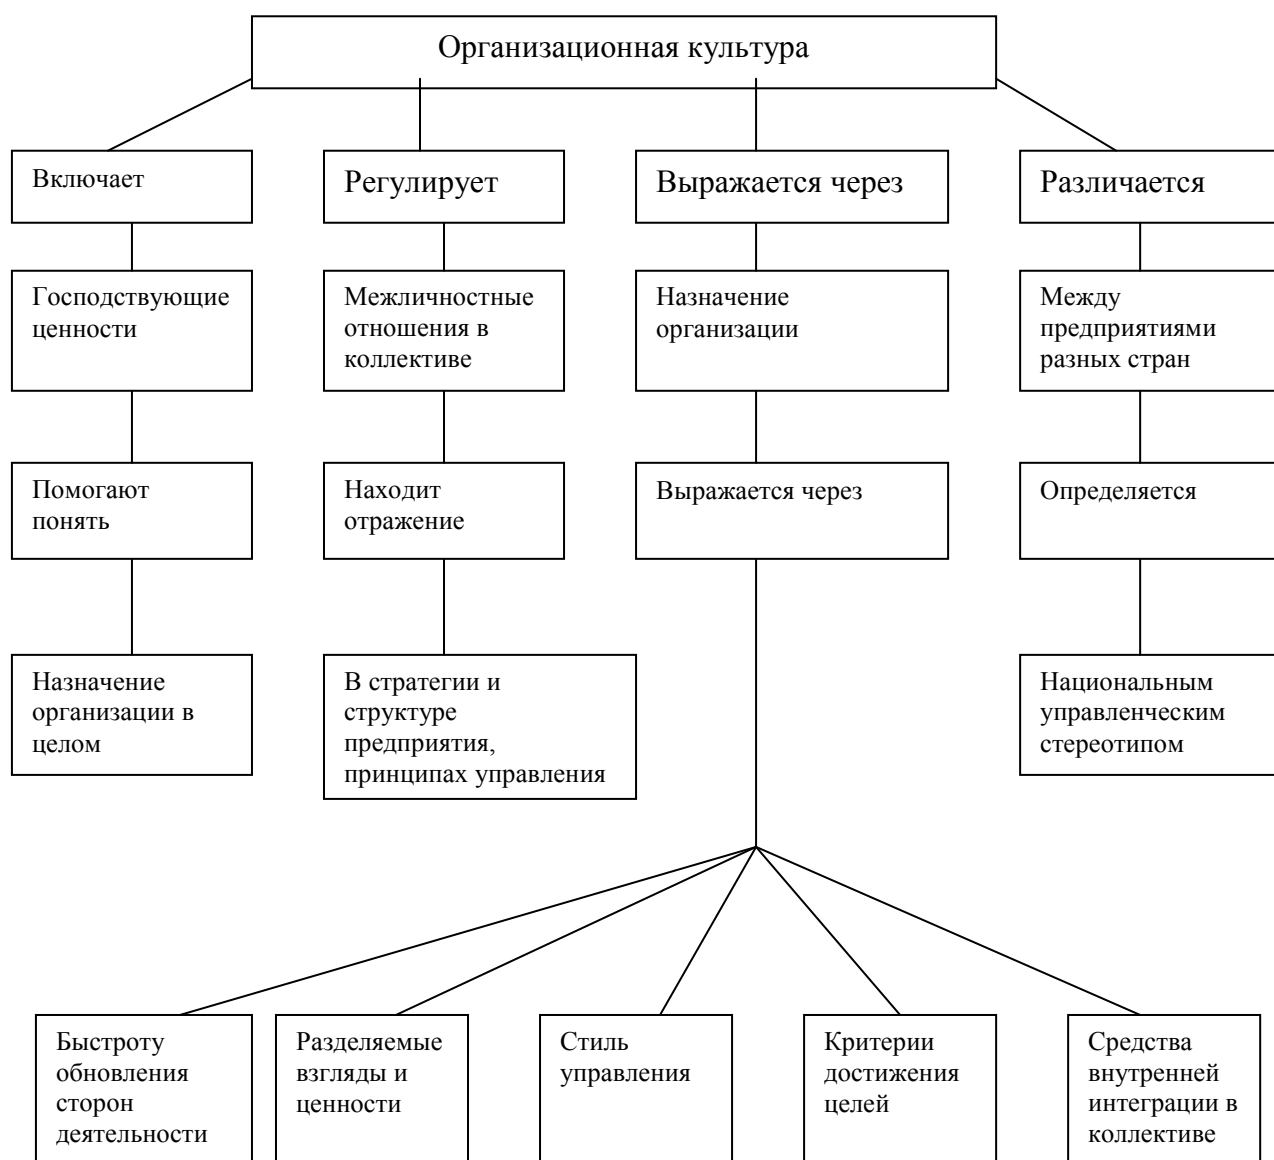 Организационная культура
Включает
Регулирует
Выражается через
Различается
Господствующие
ценности
Межличностные
отношения в
коллективе
Назначение
организации
Между
предприятиями
разных стран
Помогают
понять
Находит
отражение
Выражается через
Определяется
Назначение
организации в
целом
В стратегии и
структуре
предприятия,
принципах управления
Национальным
управленческим
стереотипом
Быстроту
обновления
сторон
деятельности
Разделяемые
взгляды и
ценности
Стиль
управления
Критерии
достижения
целей
Средства
внутренней
интеграции в
коллективе